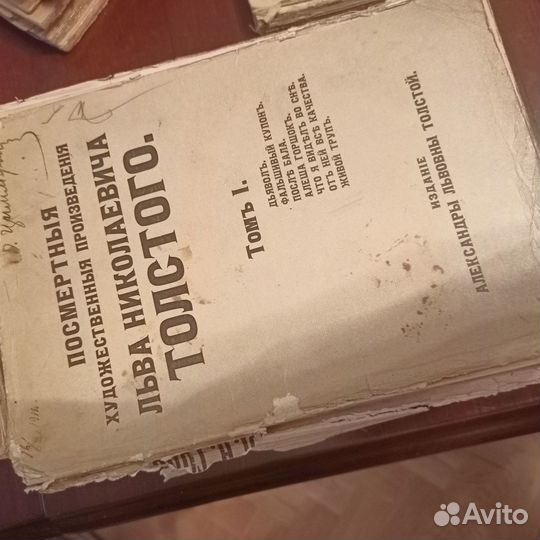 ПОСМЕРТНЫЯ
ХУДОЖЕСТВЕННЫЯ ПРОИЗВЕДЕНІЯ
ЛЬВА НИКОЛАЕВИЧА
ТОЛСТОГО.
Томъ I.
ДЬЯВОЛЪ.
ФАЛЬШИВЫЙ КУПОНЪ.
ПОСЛѢ БАЛА.
АЛЕША ГОРШОКЪ.
ЧТО Я ВИДѢЛЪ ВО СНѢ.
ОТЪ НЕЙ ВСѢ КАЧЕСТВА.
ЖИВОЙ ТРУПЪ.
ИЗДАНІЕ
АЛЕКСАНДРЫ ЛЬВОВНЫ ТОЛСТОЙ.
Avito